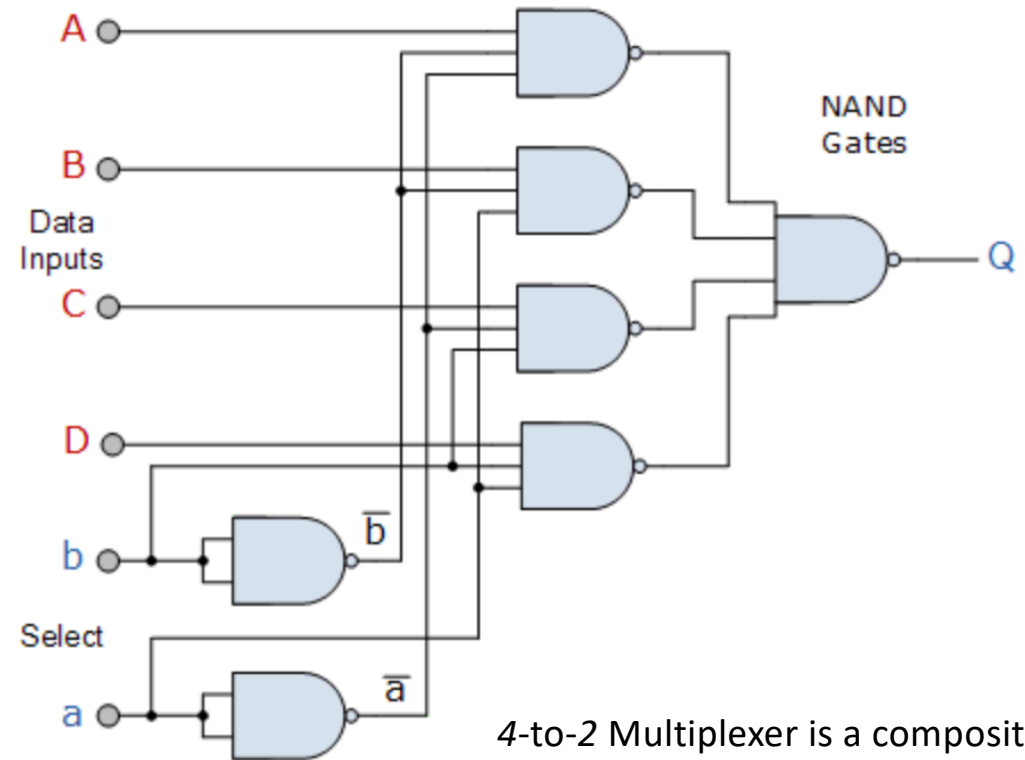 A
NAND
Gates
B
Data
Inputs
Q
C
D
b
b̅
Select
a
a̅
4-to-2 Multiplexer is a composit